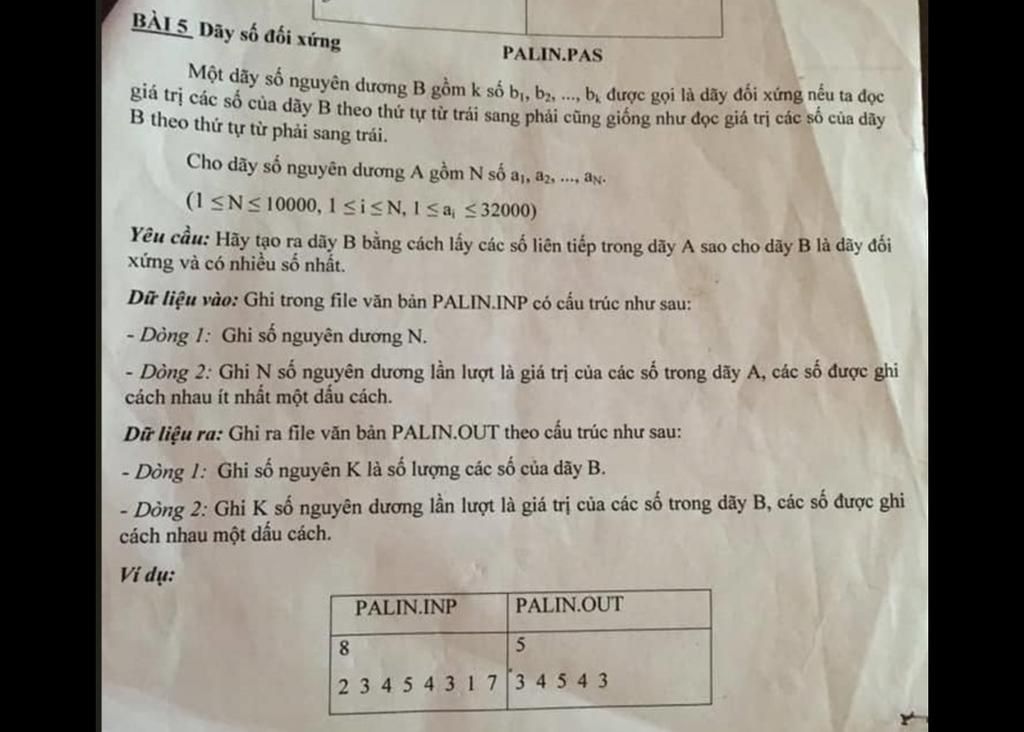 BÀI 5 Dãy số đối xứng
PALIN.PAS
Một dãy số nguyên dương B gồm k số b₁, b₂, ..., bₖ được gọi là dãy đối xứng nếu ta đọc
giá trị các số của dãy B theo thứ tự từ trái sang phải cũng giống như đọc giá trị các số của dãy
B theo thứ tự từ phải sang trái.
Cho dãy số nguyên dương A gồm N số a₁, a₂, ..., aN.
(1 ≤ N ≤ 10000, 1 ≤ i ≤ N, 1 ≤ aᵢ ≤ 32000)
Yêu cầu: Hãy tạo ra dãy B bằng cách lấy các số liên tiếp trong dãy A sao cho dãy B là dãy đối
xứng và có nhiều số nhất.
Dữ liệu vào: Ghi trong file văn bản PALIN.INP có cấu trúc như sau:
- Dòng 1: Ghi số nguyên dương N.
- Dòng 2: Ghi N số nguyên dương lần lượt là giá trị của các số trong dãy A, các số được ghi
cách nhau ít nhất một dấu cách.
Dữ liệu ra: Ghi ra file văn bản PALIN.OUT theo cấu trúc như sau:
- Dòng 1: Ghi số nguyên K là số lượng các số của dãy B.
- Dòng 2: Ghi K số nguyên dương lần lượt là giá trị của các số trong dãy B, các số được ghi
cách nhau một dấu cách.
Ví dụ:
PALIN.INP PALIN.OUT
8 5
2 3 4 5 4 3 1 7 3 4 5 4 3